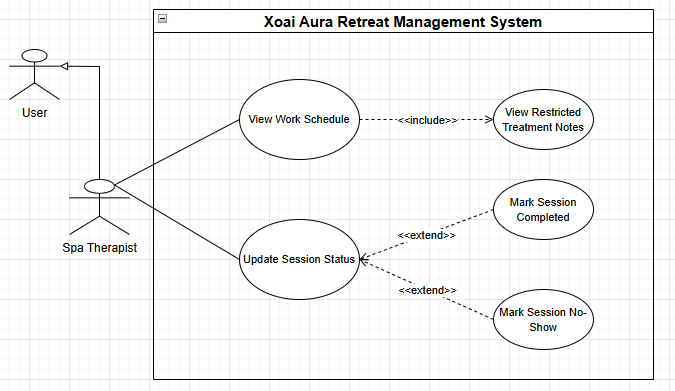 Xoai Aura Retreat Management System
User
View Work Schedule
<<include>>
View Restricted
Treatment Notes
Spa Therapist
Mark Session
Completed
<<extend>>
Update Session Status
<<extend>>
Mark Session No-
Show